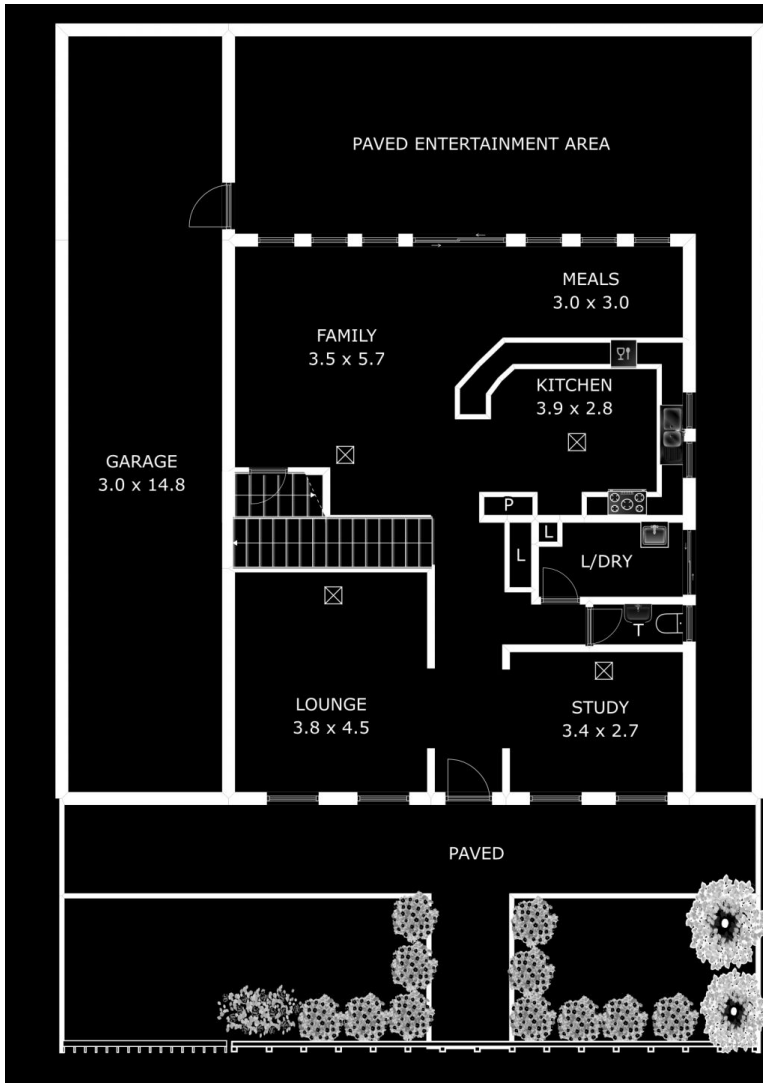 PAVED ENTERTAINMENT AREA
MEALS
3.0 x 3.0
FAMILY
3.5 x 5.7
KITCHEN
3.9 x 2.8
GARAGE
3.0 x 14.8
P
L
L
L/DRY
T
LOUNGE
3.8 x 4.5
STUDY
3.4 x 2.7
PAVED